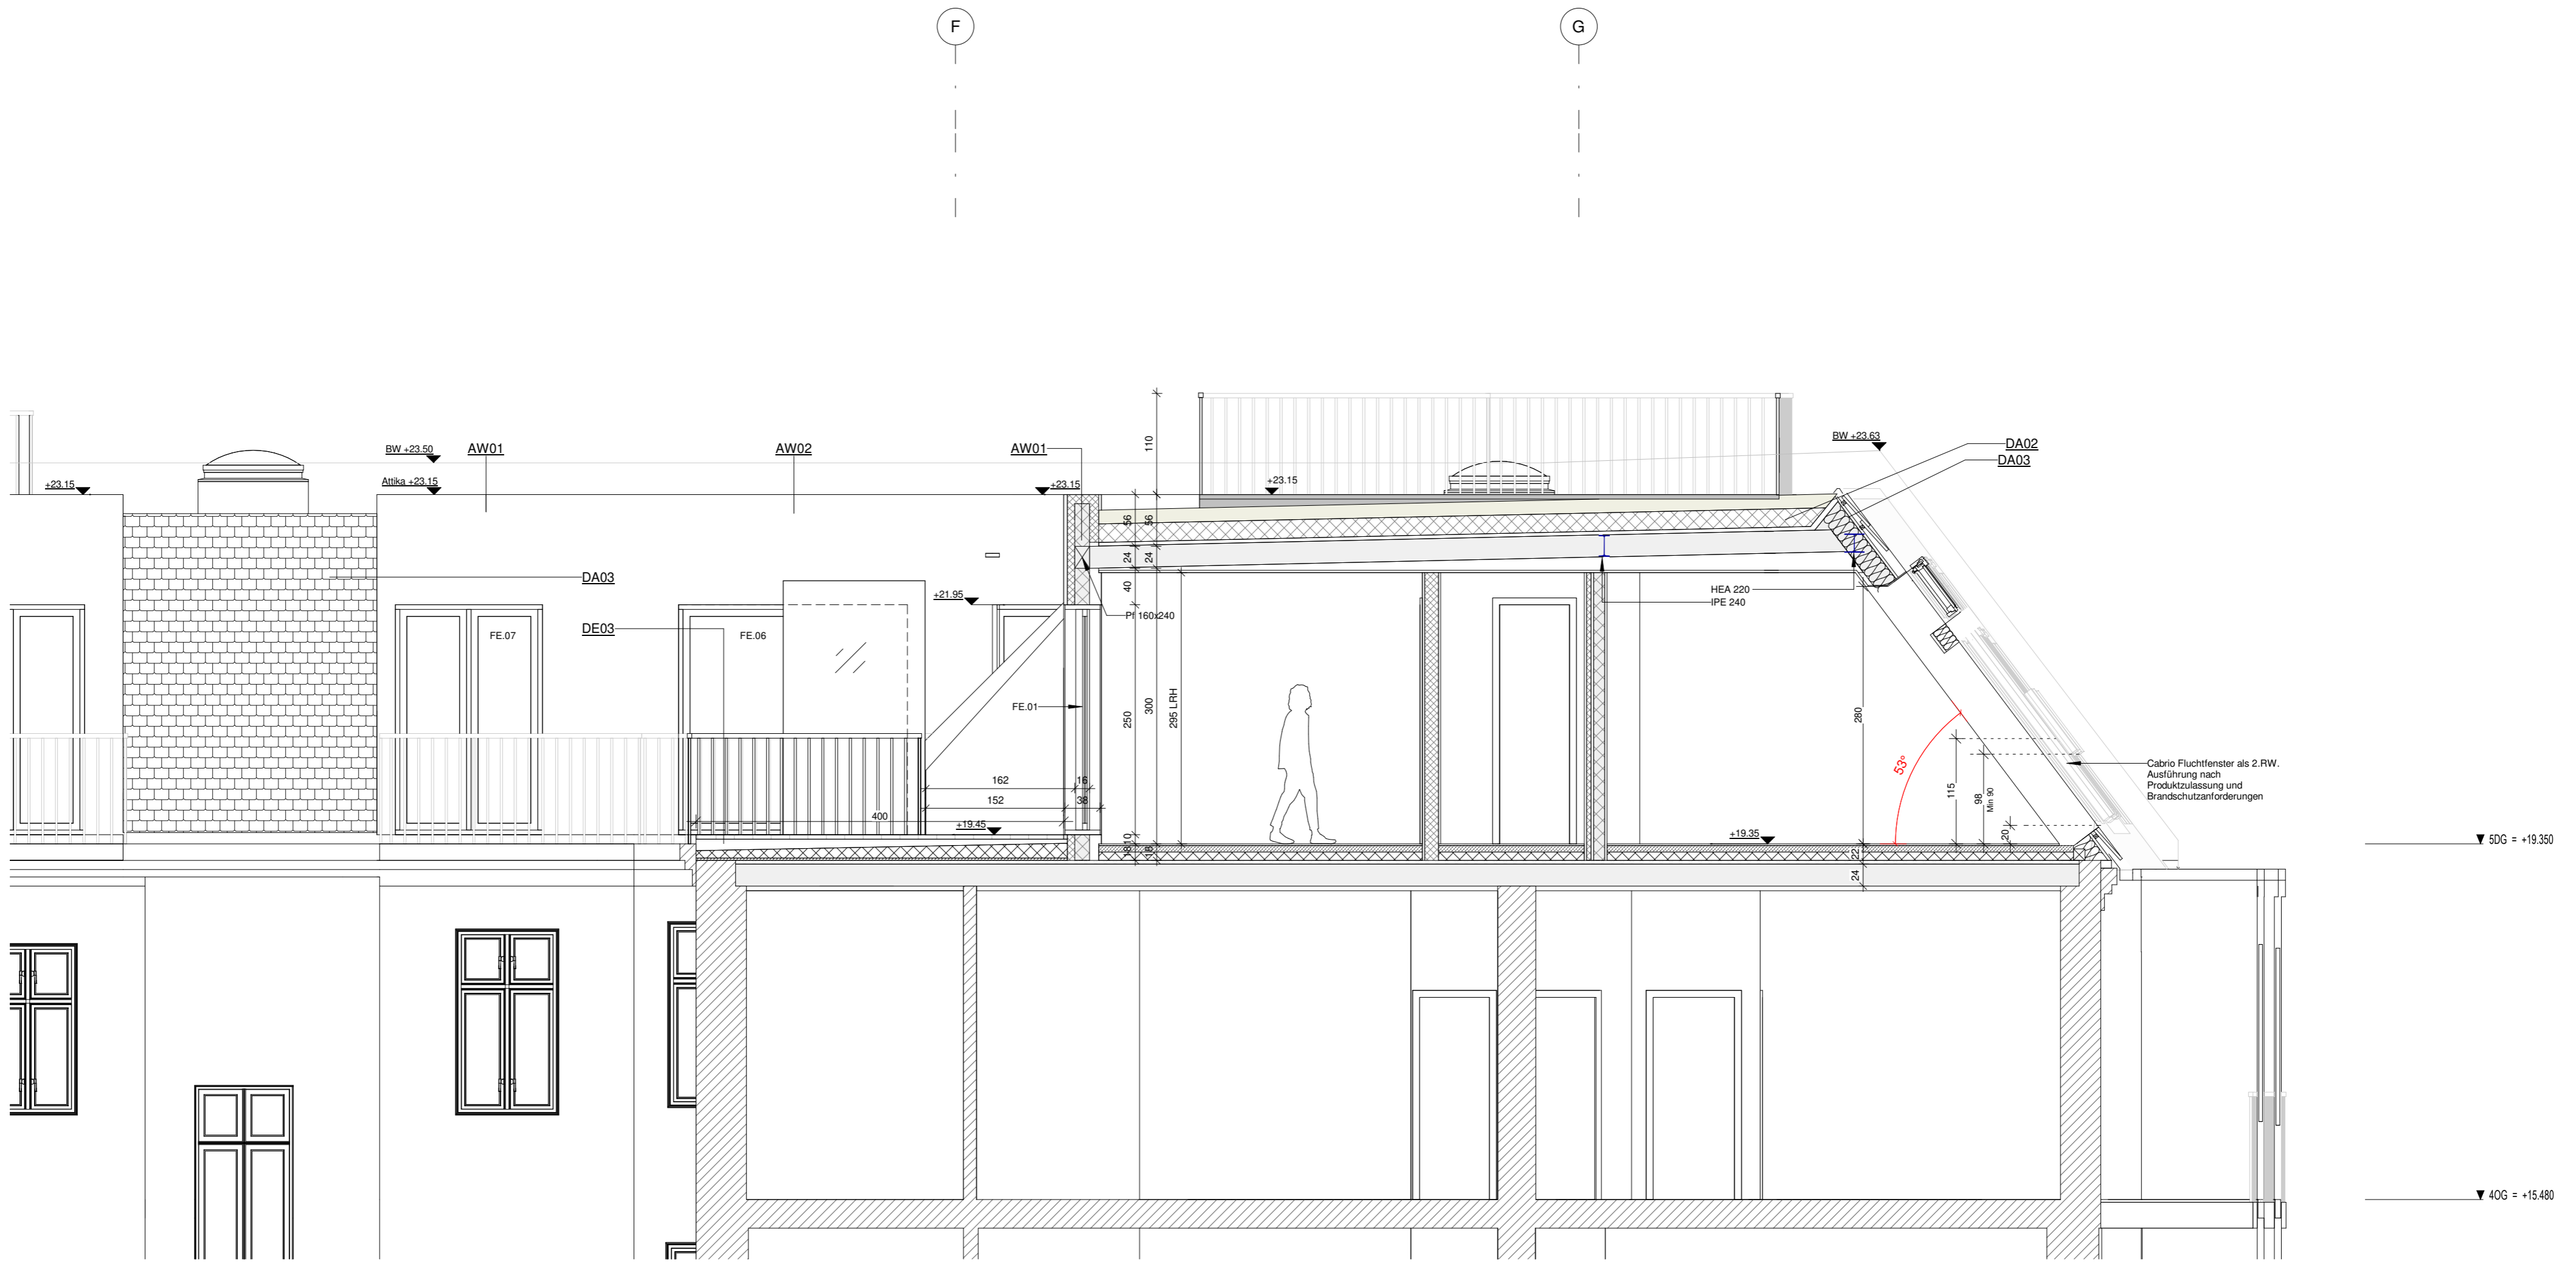 F
G
110
BW +23.50
AW01
AW02
AW01
BW +23.63
DA02
DA03
+23.15
Attika +23.15
+23.15
+23.15
56
56
24
24
DA03
40
+21.95
HEA 220
IPE 240
Pf 160x240
DE03
FE.07
FE.06
FE.01
250
300
295 LRH
280
53°
115
98
Min 90
20
Cabrio Fluchtfenster als 2.RW.
Ausführung nach
Produktzulassung und
Brandschutzanforderungen
162
16
152
38
400
+19.45
+19.35
10
18
18
22
24
5DG = +19.350
4OG = +15.480